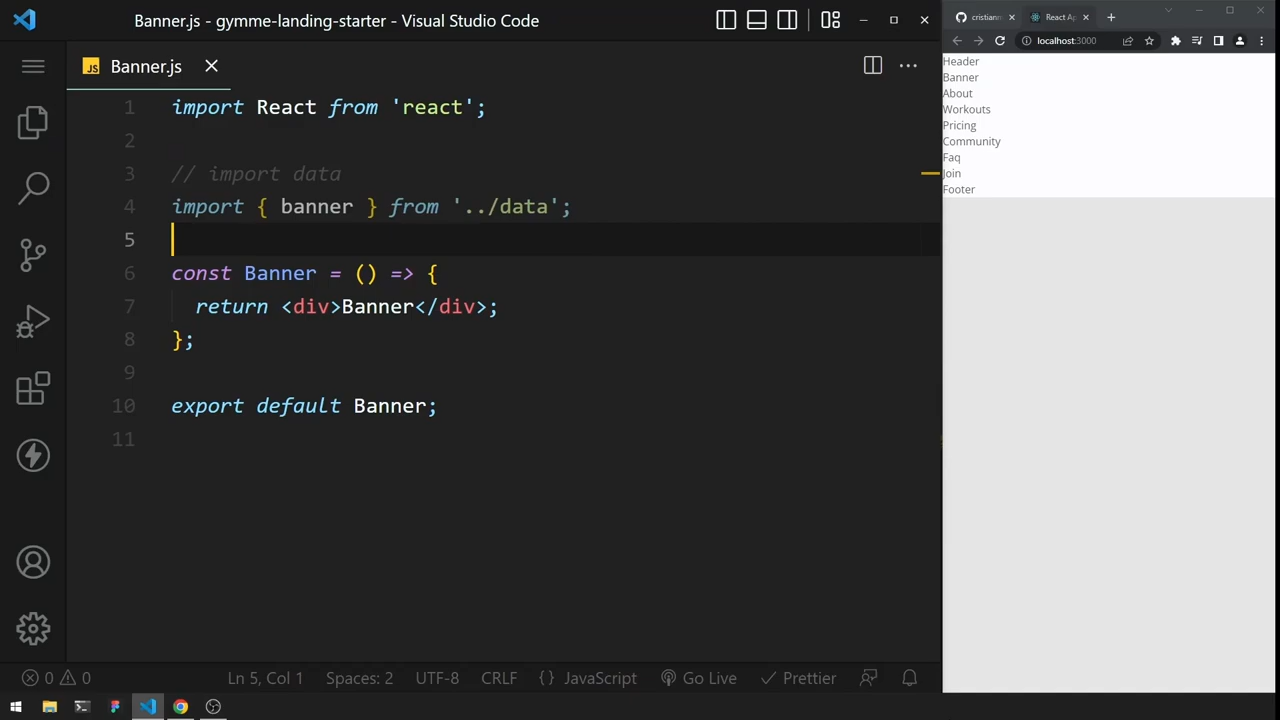 Banner.js - gymme-landing-starter - Visual Studio Code
JS Banner.js
1 import React from 'react';
2
3 // import data
4 import { banner } from '../data';
5
6 const Banner = () => {
7 return <div>Banner</div>;
8 };
9
10 export default Banner;
11
0 0 Ln 5, Col 1 Spaces: 2 UTF-8 CRLF {} JavaScript Go Live Prettier
cristiann React Ap
localhost:3000
Header
Banner
About
Workouts
Pricing
Community
Faq
Join
Footer